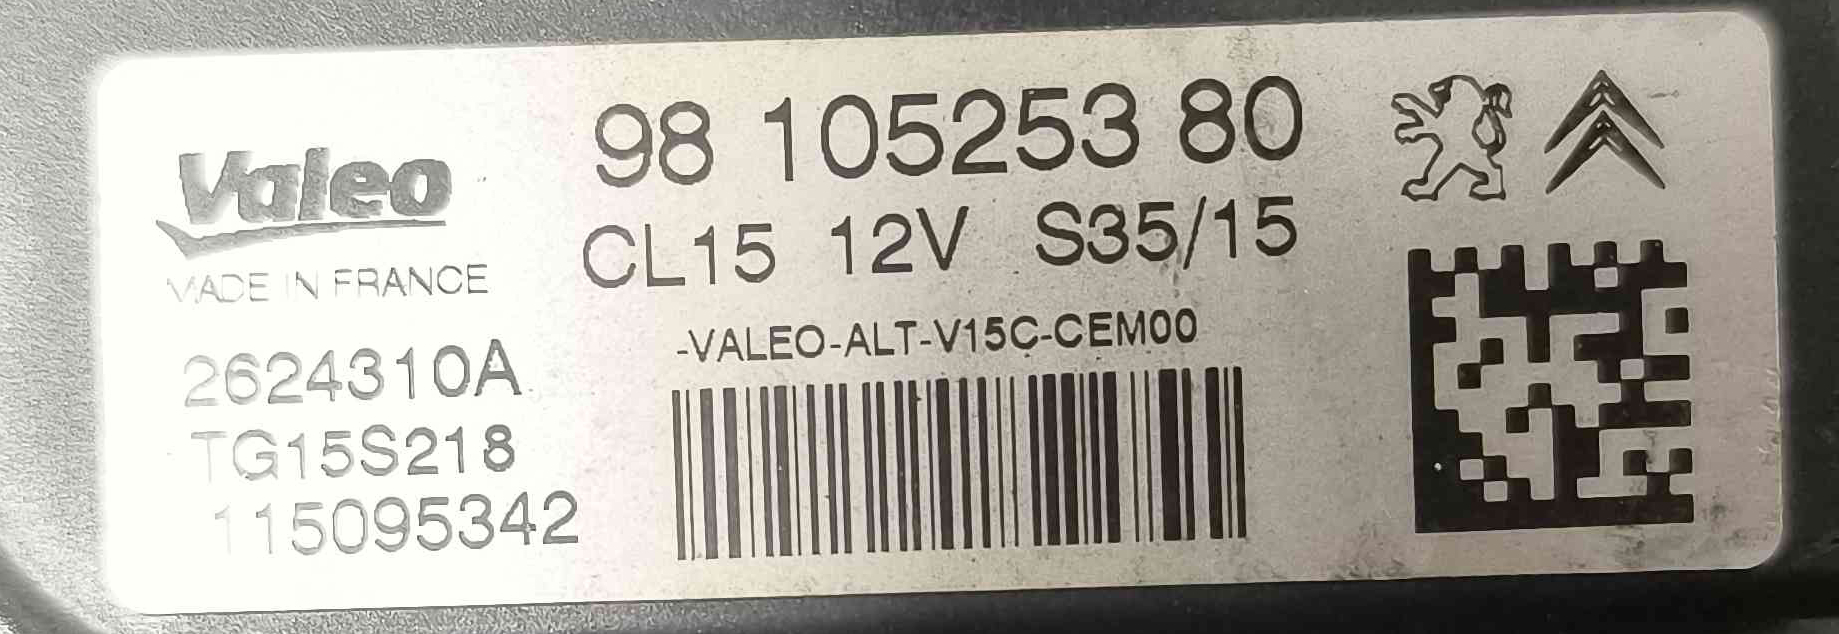 Valeo
MADE IN FRANCE
2624310A
TG15S218
115095342
98 105253 80
CL15 12V S35/15
-VALEO-ALT-V15C-CEM00